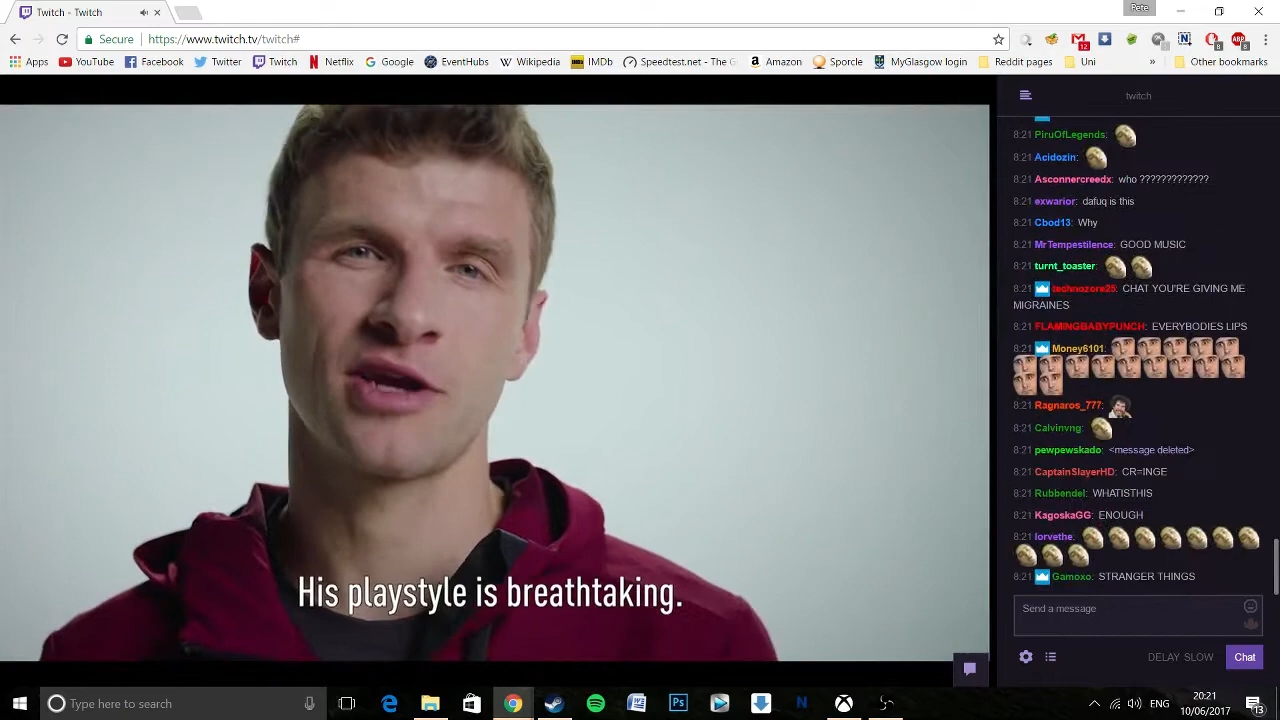 Twitch - Twitch
Pete
Secure
https://www.twitch.tv/twitch#
12
8
8
Apps
YouTube
Facebook
Twitter
Twitch
Netflix
Google
EventHubs
Wikipedia
IMDb
Speedtest.net - The G
Amazon
Sporcle
MyGlasgow login
Reddit pages
Uni
»
Other bookmarks
twitch
8:21 PiruOfLegends:
8:21 Acidozin:
8:21 Asconnercreedx: who ?????????????
8:21 exwarior: dafuq is this
8:21 Cbod13: Why
8:21 MrTempestilence: GOOD MUSIC
8:21 turnt_toaster:
8:21 technozore25: CHAT YOU'RE GIVING ME
MIGRAINES
8:21 FLAMINGBABYPUNCH: EVERYBODIES LIPS
8:21 Money6101:
8:21 Ragnaros_777:
8:21 Calvinvng:
8:21 pewpewskado: <message deleted>
8:21 CaptainSlayerHD: CR=INGE
8:21 Rubbendel: WHATISTHIS
8:21 KagoskaGG: ENOUGH
8:21 lorvethe:
8:21 Gamoxo: STRANGER THINGS
His playstyle is breathtaking.
Send a message
DELAY SLOW
Chat
Type here to search
ENG
20:21
10/06/2017
13